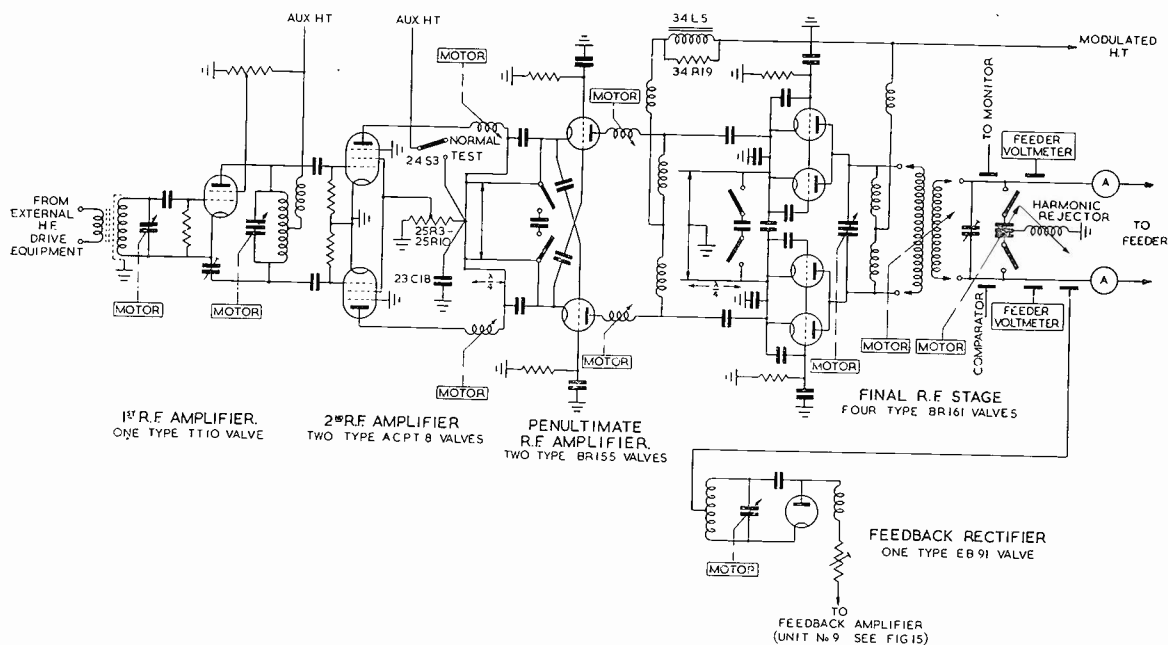 AUX HT
AUX HT
34 L5
34 R19
MODULATED
H.T
MOTOR
MOTOR
NORMAL
24 S3
TEST
TO MONITOR
FEEDER
VOLTMETER
A
HARMONIC
REJECTOR
FROM
EXTERNAL
H.F.
DRIVE
EQUIPMENT
25R3-
25R10
23 C18
λ/4
λ/4
TO
FEEDER
MOTOR
MOTOR
MOTOR
MOTOR
MOTOR
MOTOR
MOTOR
COMPARATOR
FEEDER
VOLTMETER
A
1ST R.F. AMPLIFIER.
ONE TYPE TT10 VALVE
2ND R.F. AMPLIFIER
TWO TYPE ACPT 8 VALVES
PENULTIMATE
R.F. AMPLIFIER.
TWO TYPE BR155 VALVES
FINAL R.F. STAGE
FOUR TYPE BR161 VALVES
FEEDBACK RECTIFIER
ONE TYPE EB 91 VALVE
MOTOR
TO
FEEDBACK AMPLIFIER
(UNIT No 9 SEE FIG 15)